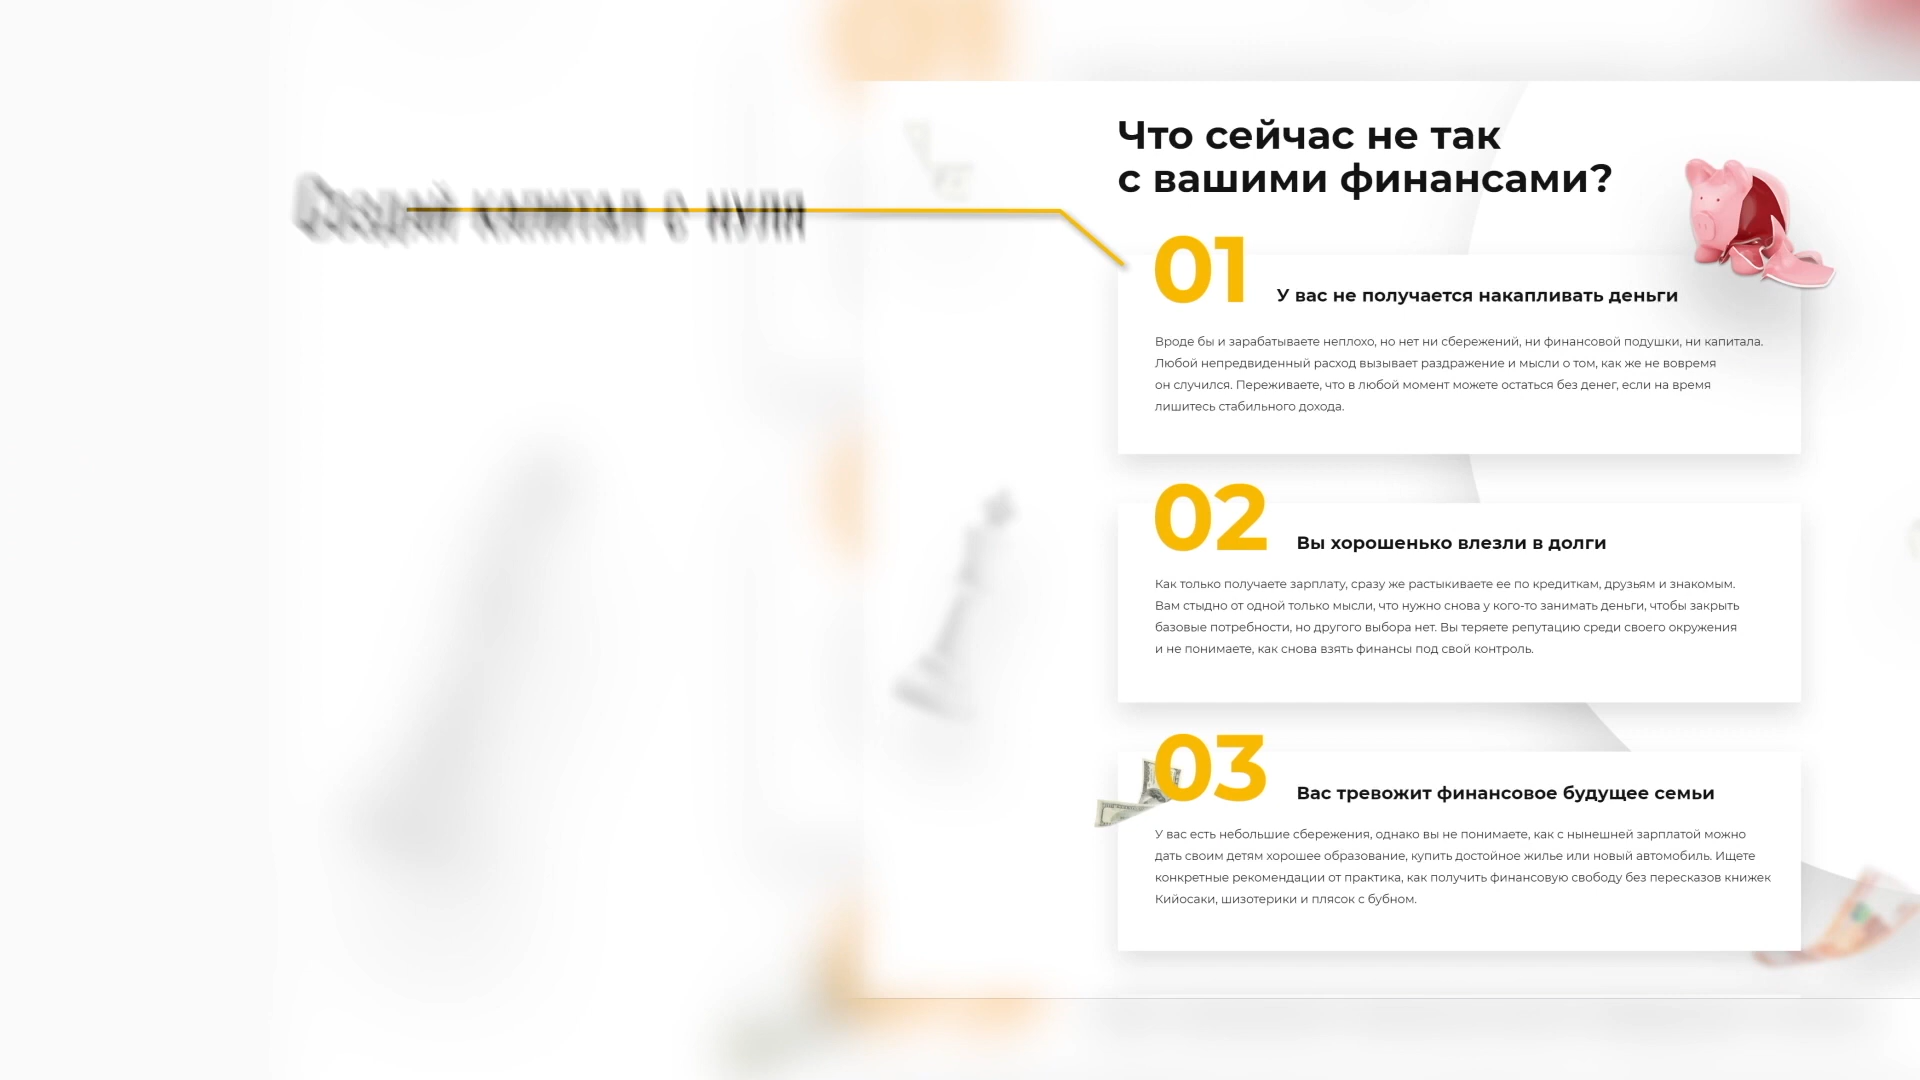 Создай капитал с нуля
Что сейчас не так
с вашими финансами?
01
У вас не получается накапливать деньги
Вроде бы и зарабатываете неплохо, но нет ни сбережений, ни финансовой подушки, ни капитала.
Любой непредвиденный расход вызывает раздражение и мысли о том, как же не вовремя
он случился. Переживаете, что в любой момент можете остаться без денег, если на время
лишитесь стабильного дохода.
02
Вы хорошенько влезли в долги
Как только получаете зарплату, сразу же растыкиваете ее по кредиткам, друзьям и знакомым.
Вам стыдно от одной только мысли, что нужно снова у кого-то занимать деньги, чтобы закрыть
базовые потребности, но другого выбора нет. Вы теряете репутацию среди своего окружения
и не понимаете, как снова взять финансы под свой контроль.
03
Вас тревожит финансовое будущее семьи
У вас есть небольшие сбережения, однако вы не понимаете, как с нынешней зарплатой можно
дать своим детям хорошее образование, купить достойное жилье или новый автомобиль. Ищете
конкретные рекомендации от практика, как получить финансовую свободу без пересказов книжек
Кийосаки, шизотерики и плясок с бубном.